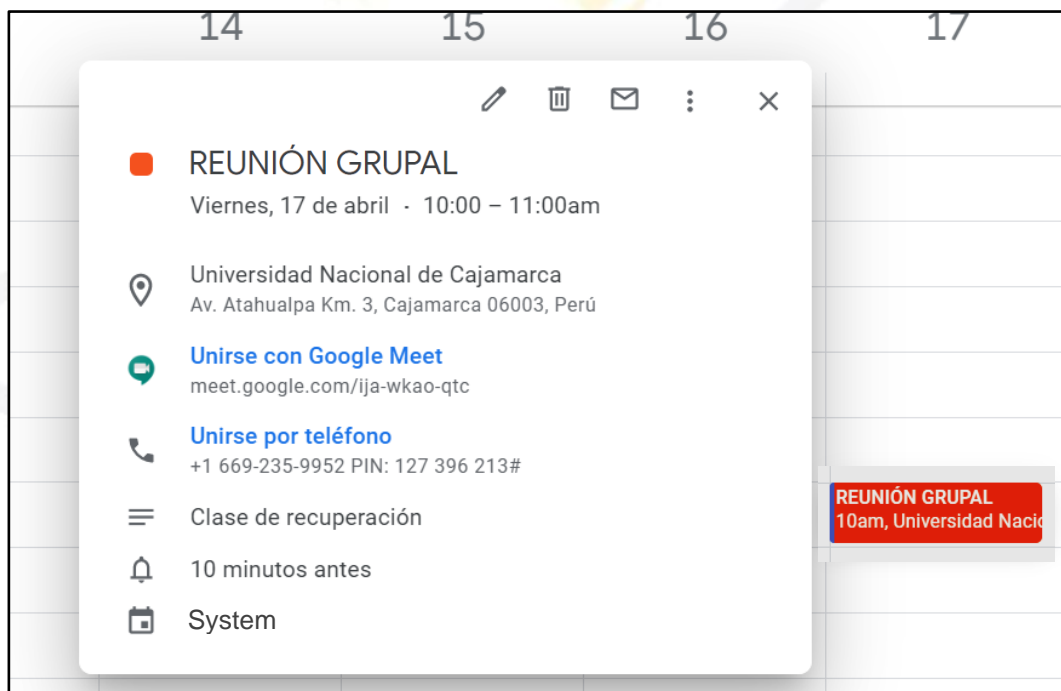 14 15 16 17
REUNIÓN GRUPAL
Viernes, 17 de abril · 10:00 – 11:00am
Universidad Nacional de Cajamarca
Av. Atahualpa Km. 3, Cajamarca 06003, Perú
Unirse con Google Meet
meet.google.com/ija-wkao-qtc
Unirse por teléfono
+1 669-235-9952 PIN: 127 396 213#
Clase de recuperación
10 minutos antes
System
REUNIÓN GRUPAL
10am, Universidad Nacio